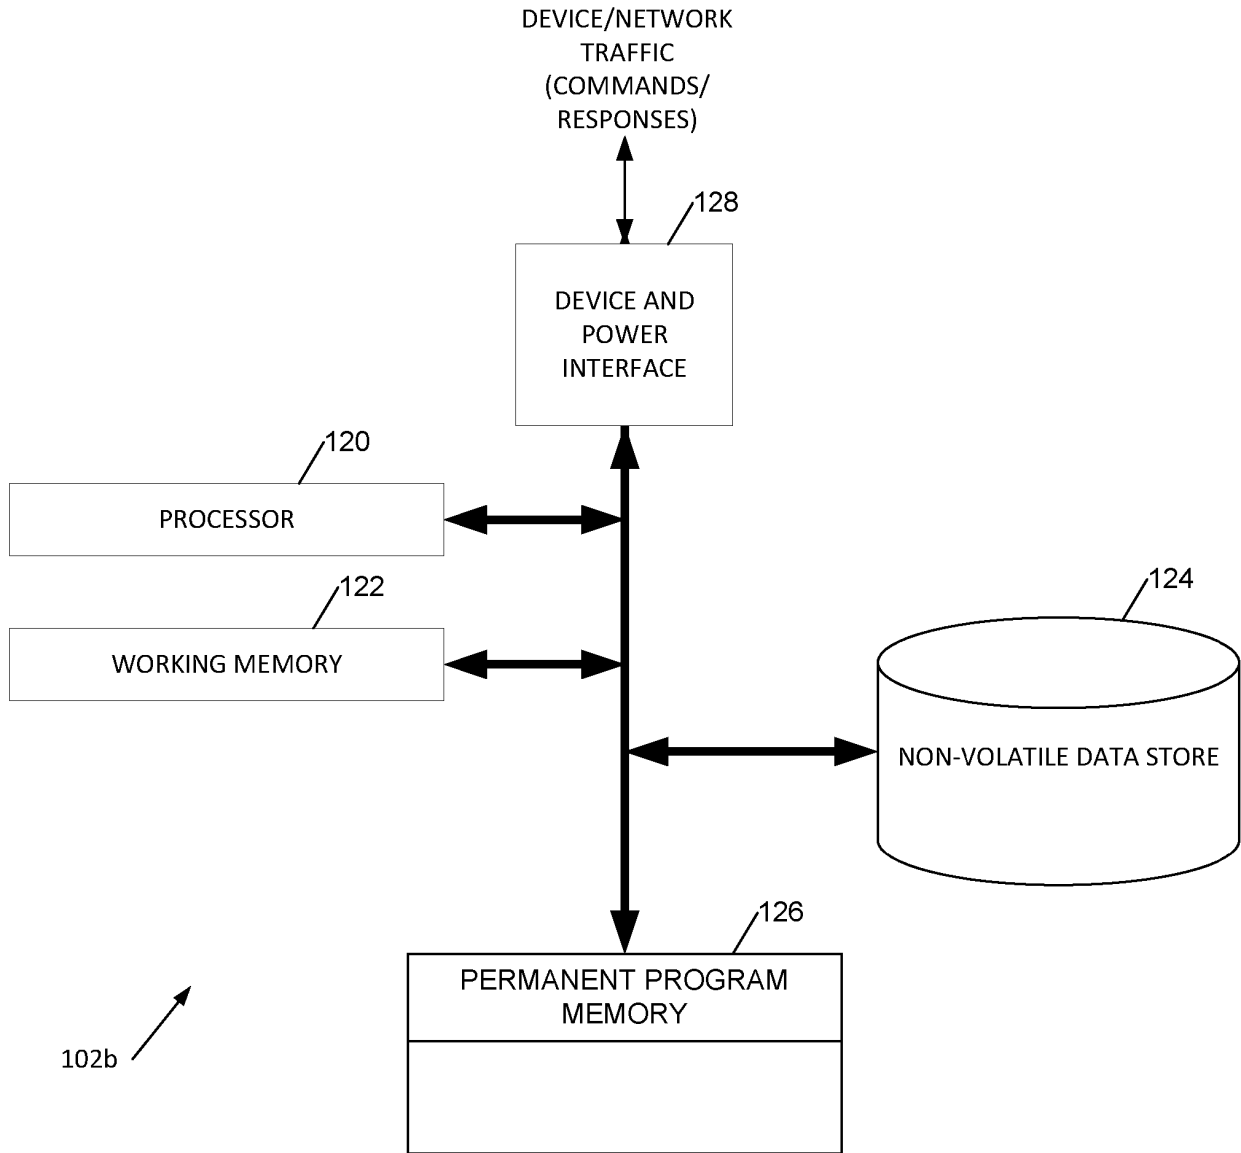 DEVICE/NETWORK
TRAFFIC
(COMMANDS/
RESPONSES)
128
DEVICE AND
POWER
INTERFACE
120
PROCESSOR
122
WORKING MEMORY
124
NON-VOLATILE DATA STORE
126
PERMANENT PROGRAM
MEMORY
102b